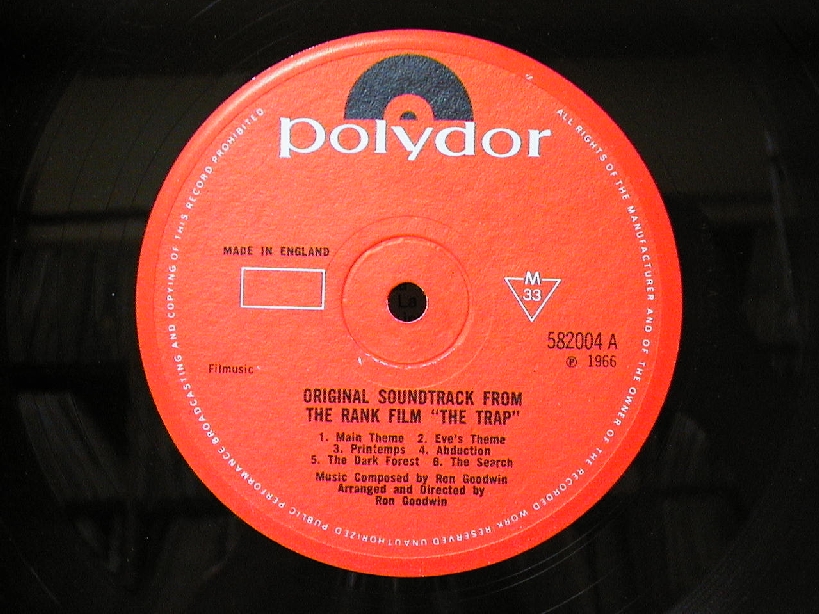 polydor
ALL RIGHTS OF THE MANUFACTURER AND OF THE OWNER OF THE RECORDED WORK RESERVED UNAUTHORIZED PUBLIC PERFORMANCE BROADCASTING AND COPYING OF THIS RECORD PROHIBITED.
MADE IN ENGLAND
M
33
582004 A
℗ 1966
Filmusic
ORIGINAL SOUNDTRACK FROM
THE RANK FILM "THE TRAP"
1. Main Theme 2. Eve's Theme
3. Printemps 4. Abduction
5. The Dark Forest 6. The Search
Music Composed by Ron Goodwin
Arranged and Directed by
Ron Goodwin